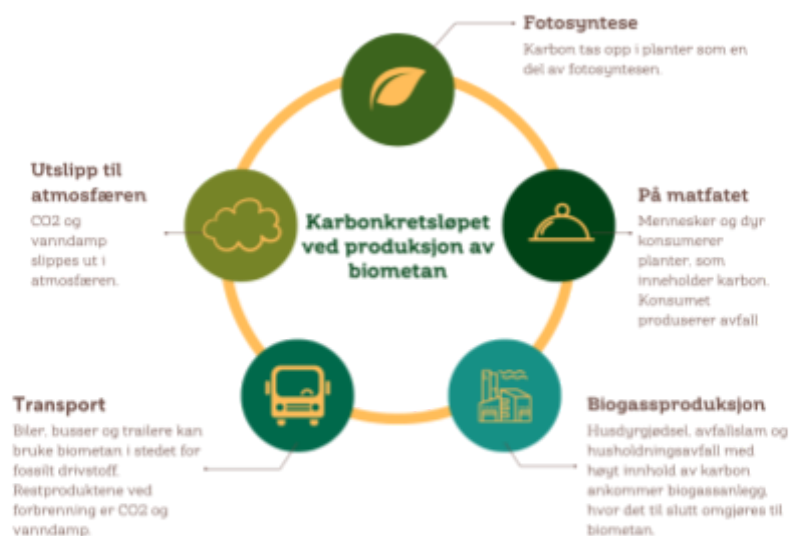 Fotosyntese
Karbon tas opp i planter som en
del av fotosyntesen.
På matfatet
Mennesker og dyr
konsumerer
planter, som
inneholder karbon.
Konsumet
produserer avfall
Biogassproduksjon
Husdyrgjødsel, avfallslam og
husholdningsavfall med
høyt innhold av karbon
ankommer biogassanlegg,
hvor det til slutt omgjøres til
biometan.
Transport
Biler, busser og trailere kan
bruke biometan i stedet for
fossilt drivstoff.
Restproduktene ved
forbrenning er CO2 og
vanndamp.
Utslipp til
atmosfæren
CO2 og
vanndamp
slippes ut i
atmosfæren.
Karbonkretsløpet
ved produksjon av
biometan